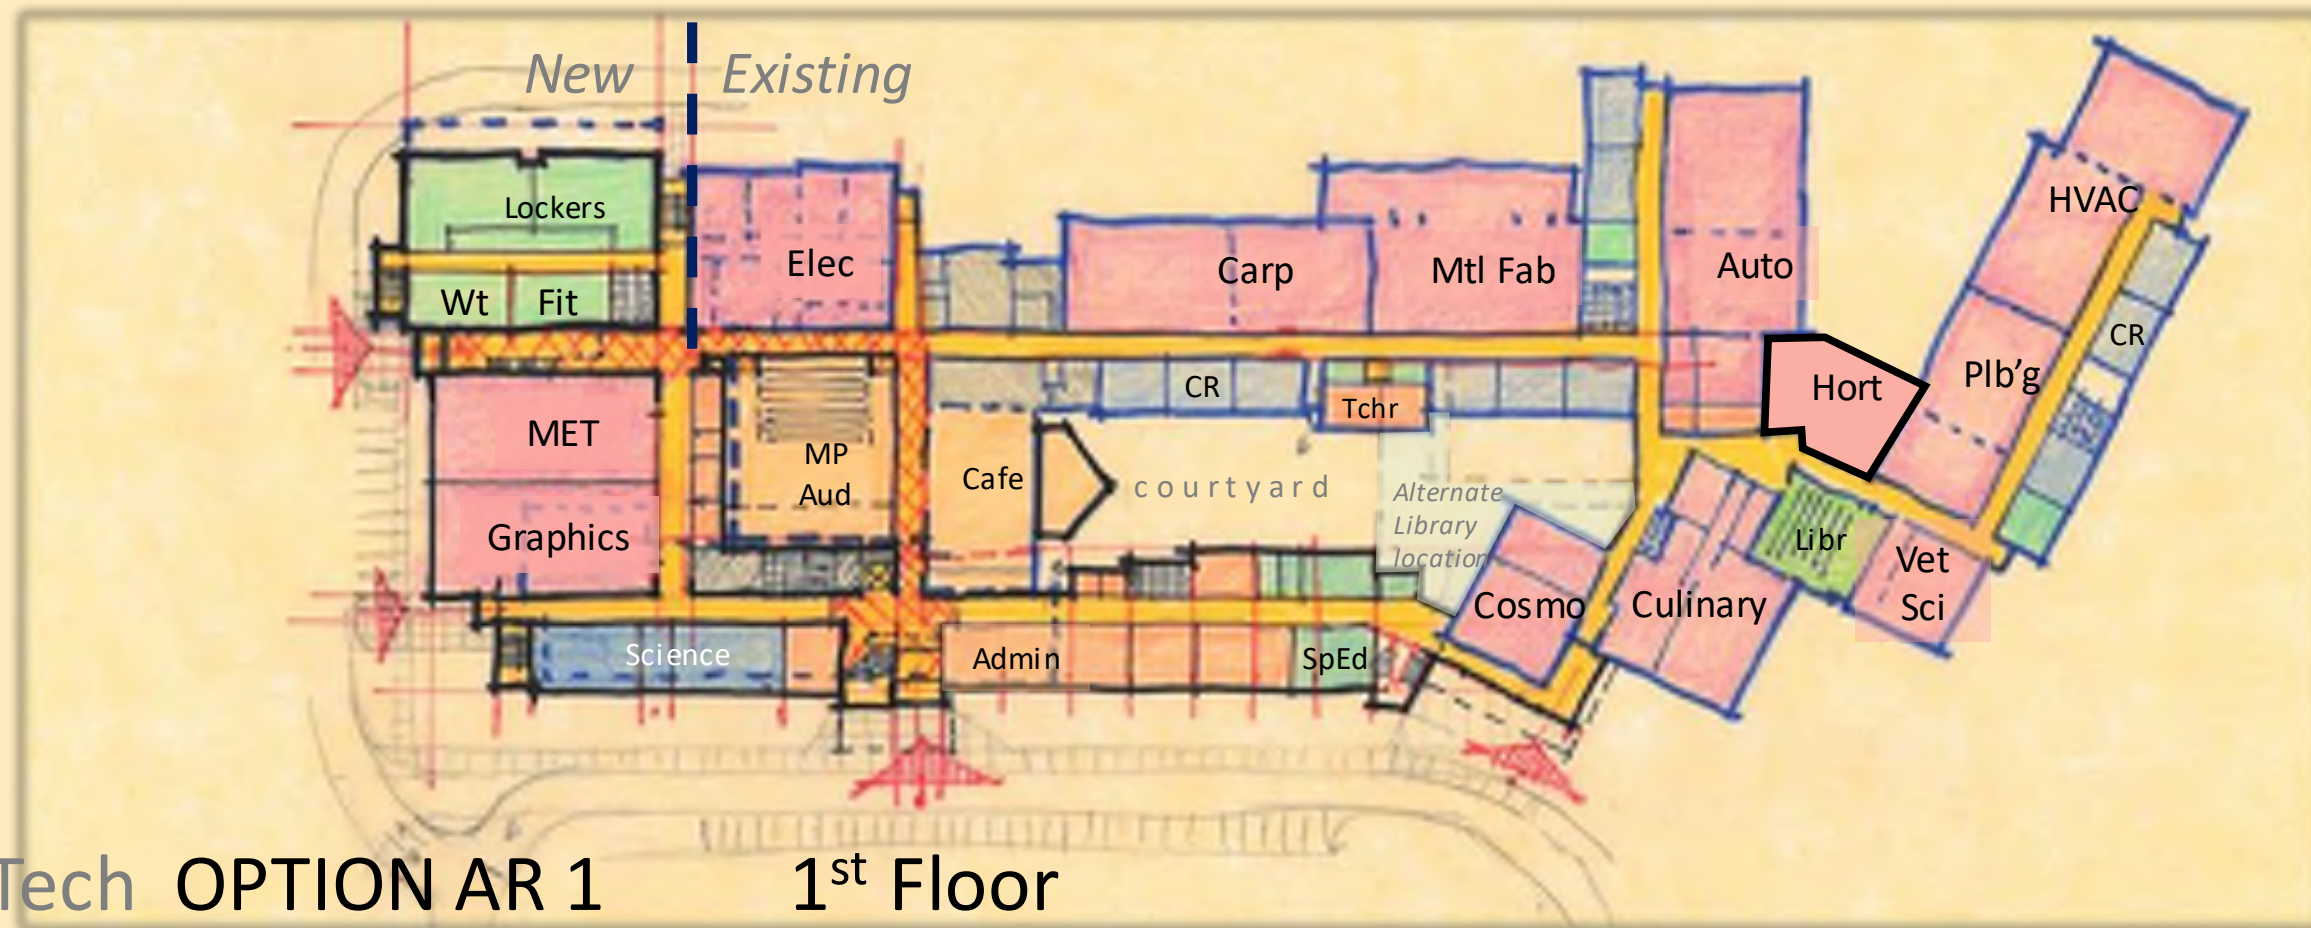 New
Existing
Lockers
Wt
Fit
Elec
Carp
Mtl Fab
Auto
HVAC
CR
Hort
Plb’g
CR
Tchr
MET
MP
Aud
Cafe
courtyard
Alternate
Library
location
Graphics
Libr
Vet
Sci
Cosmo
Culinary
Science
Admin
SpEd
Tech OPTION AR 1 1st Floor